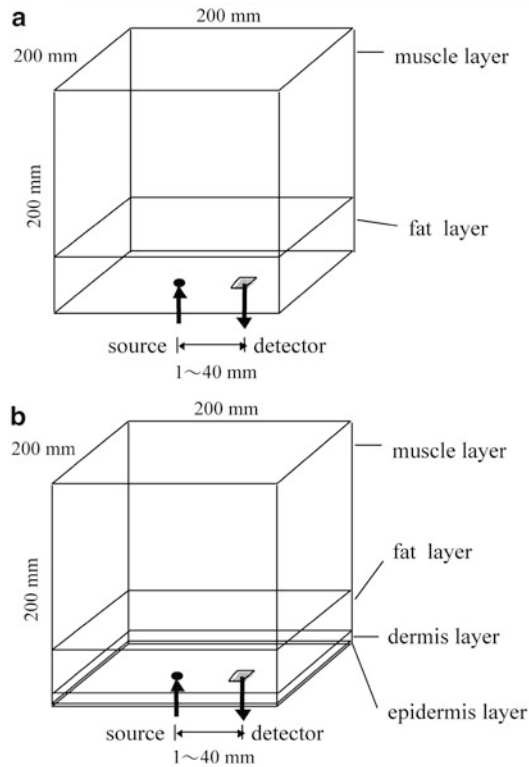 a
200 mm
200 mm
muscle layer
200 mm
fat layer
source
detector
1～40 mm
b
200 mm
200 mm
muscle layer
200 mm
fat layer
dermis layer
epidermis layer
source
detector
1～40 mm